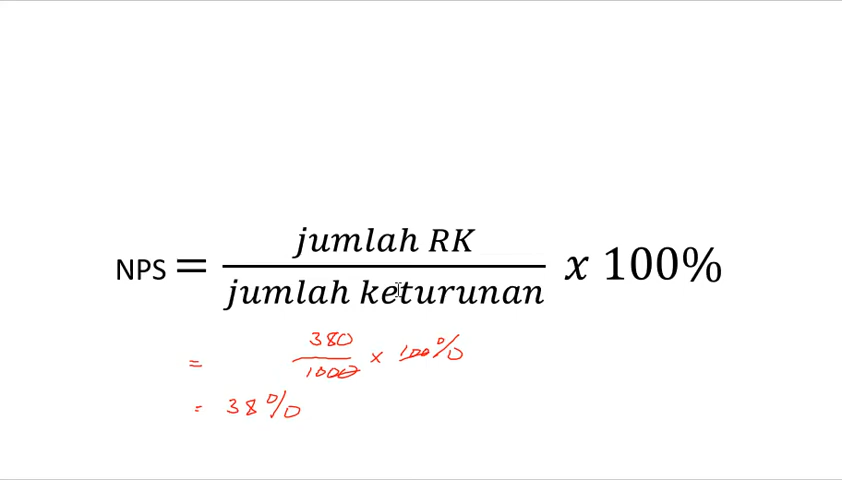 NPS = jumlah RK / jumlah keturunan x 100%
= 380 / 1000 x 100%
= 38%